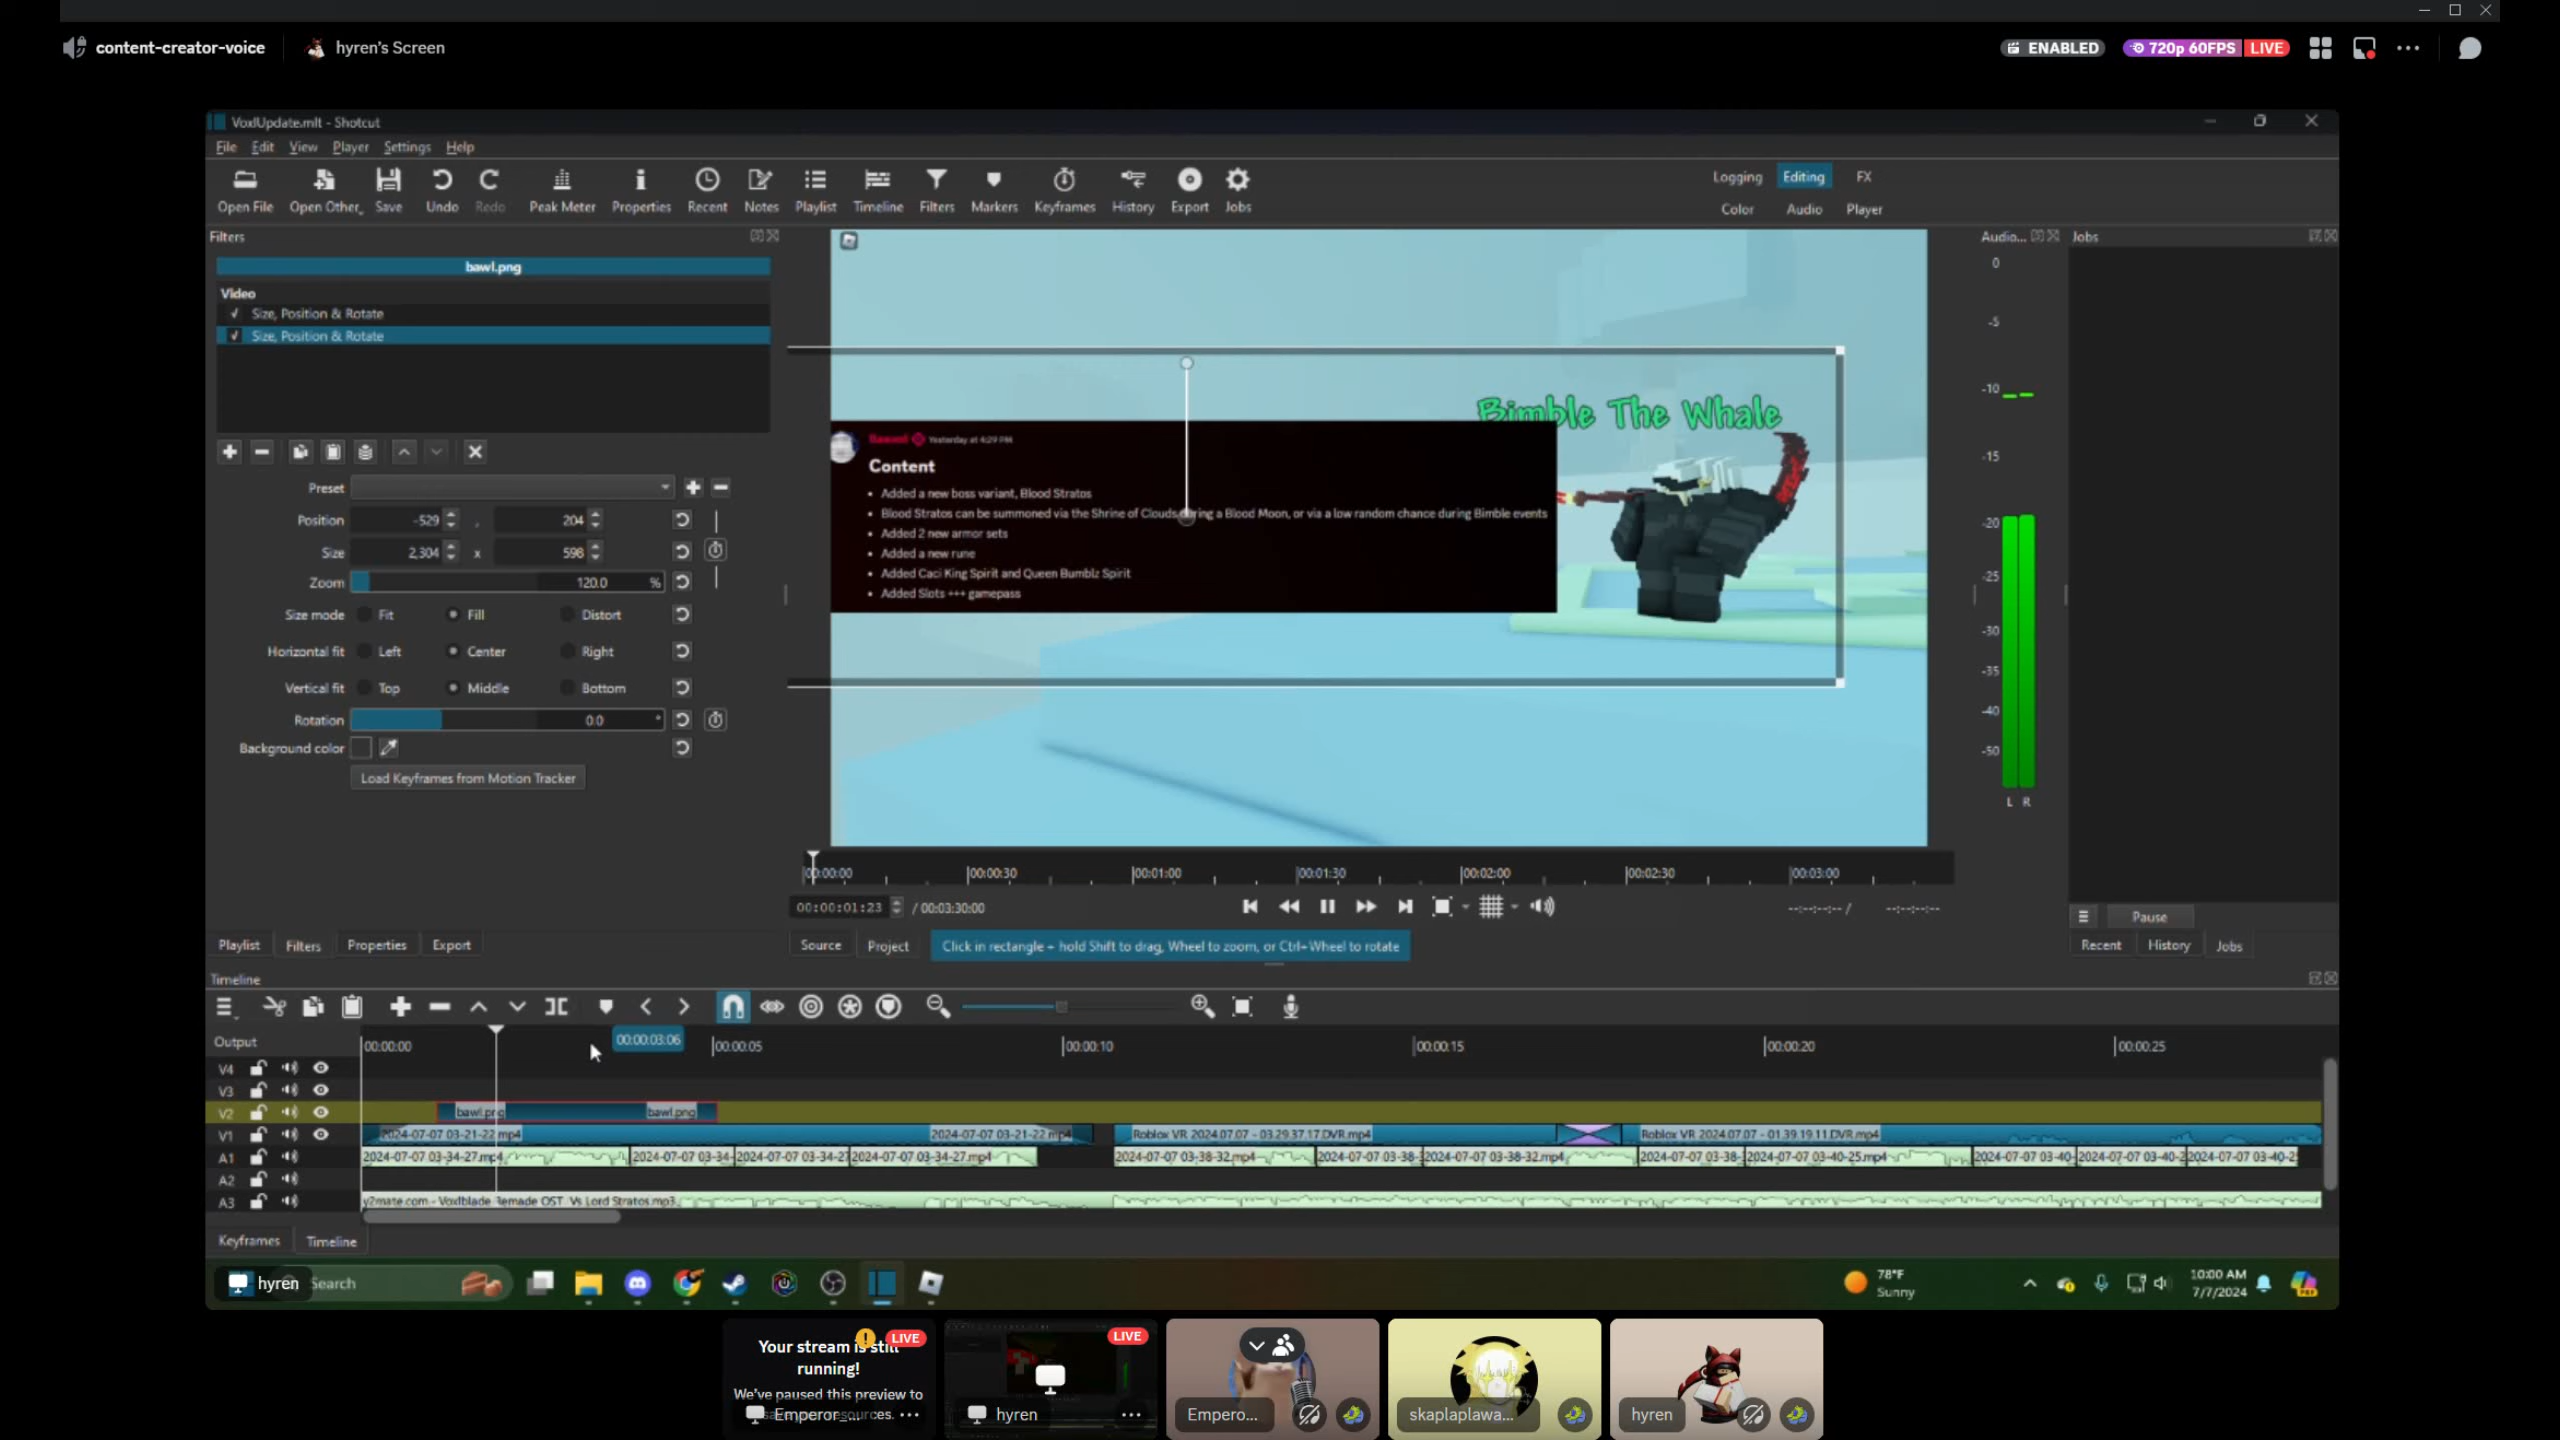 content-creator-voice
hyren's Screen
ENABLED
720p 60FPS LIVE
VoxlUpdate.mlt - Shotcut
File Edit View Player Settings Help
Open File Open Other Save Undo Redo Peak Meter Properties Recent Notes Playlist Timeline Filters Markers Keyframes History Export Jobs
Logging Editing FX
Color Audio Player
Filters
Audio... Jobs
bawl.png
Video
Size, Position & Rotate
Size, Position & Rotate
Preset
Position -529 , 204
Size 2,304 x 598
Zoom 120.0 %
Size mode Fit Fill Distort
Horizontal fit Left Center Right
Vertical fit Top Middle Bottom
Rotation 0.0 °
Background color
Load Keyframes from Motion Tracker
Bimble The Whale
Yesterday at 4:29 PM
Content
• Added a new boss variant, Blood Stratos
• Blood Stratos can be summoned via the Shrine of Clouds during a Blood Moon, or via a low random chance during Bimble events
• Added 2 new armor sets
• Added a new rune
• Added Caci King Spirit and Queen Bumblz Spirit
• Added Slots +++ gamepass
0
-5
-10
-15
-20
-25
-30
-35
-40
-50
L R
00:00:00 00:00:30 00:01:00 00:01:30 00:02:00 00:02:30 00:03:00
00:00:01:23 / 00:03:30:00
--:--:--:-- / --:--:--:--
Pause
Playlist Filters Properties Export
Source Project Click in rectangle + hold Shift to drag, Wheel to zoom, or Ctrl+Wheel to rotate
Recent History Jobs
Timeline
Output
00:00:00 00:00:03:06 00:00:05 00:00:10 00:00:15 00:00:20 00:00:25
V4
V3
V2 bawl.png bawl.png
V1 2024-07-07 03-21-22.mp4 2024-07-07 03-21-22.mp4 Roblox VR 2024.07.07 - 03.29.37.17.DVR.mp4 Roblox VR 2024.07.07 - 01.39.19.11.DVR.mp4
A1 2024-07-07 03-34-27.mp4 2024-07-07 03-34- 2024-07-07 03-34-27 2024-07-07 03-34-27.mp4 2024-07-07 03-38-32.mp4 2024-07-07 03-38- 2024-07-07 03-38-32.mp4 2024-07-07 03-38- 2024-07-07 03-40-25.mp4 2024-07-07 03-40- 2024-07-07 03-40-2 2024-07-07 03-40-2
A2
A3 y2mate.com - Voxlblade Remade OST Vs Lord Stratos.mp3
Keyframes Timeline
hyren Search
78°F
Sunny
10:00 AM
7/7/2024
Your stream is still LIVE
running!
We've paused this preview to
resources.
Emperor_...
LIVE
hyren
Empero...
skaplaplawa...
hyren